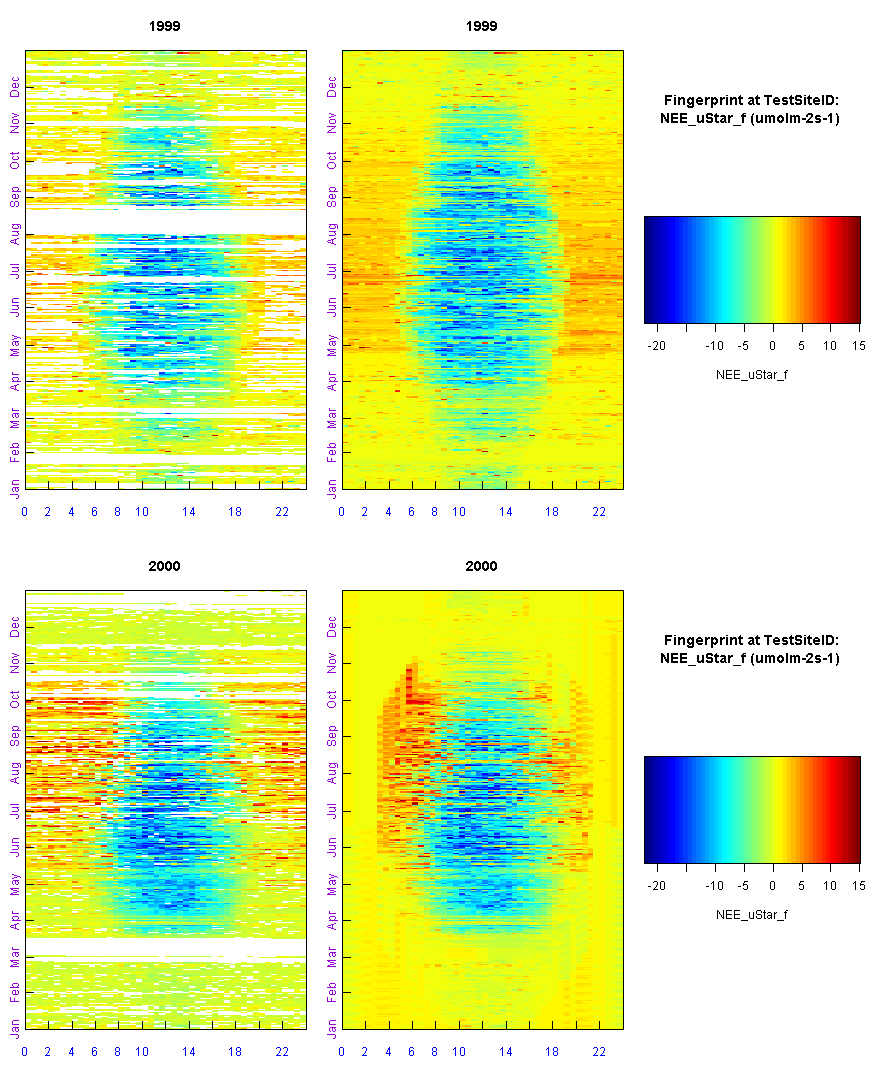 1999
1999
Fingerprint at TestSiteID:
NEE_uStar_f (umolm-2s-1)
Dec
Nov
Oct
Sep
Aug
Jul
Jun
May
Apr
Mar
Feb
Jan
0 2 4 6 8 10 14 18 22
Dec
Nov
Oct
Sep
Aug
Jul
Jun
May
Apr
Mar
Feb
Jan
0 2 4 6 8 10 14 18 22
-20 -10 -5 0 5 10 15
NEE_uStar_f
2000
2000
Fingerprint at TestSiteID:
NEE_uStar_f (umolm-2s-1)
Dec
Nov
Oct
Sep
Aug
Jul
Jun
May
Apr
Mar
Feb
Jan
0 2 4 6 8 10 14 18 22
Dec
Nov
Oct
Sep
Aug
Jul
Jun
May
Apr
Mar
Feb
Jan
0 2 4 6 8 10 14 18 22
-20 -10 -5 0 5 10 15
NEE_uStar_f